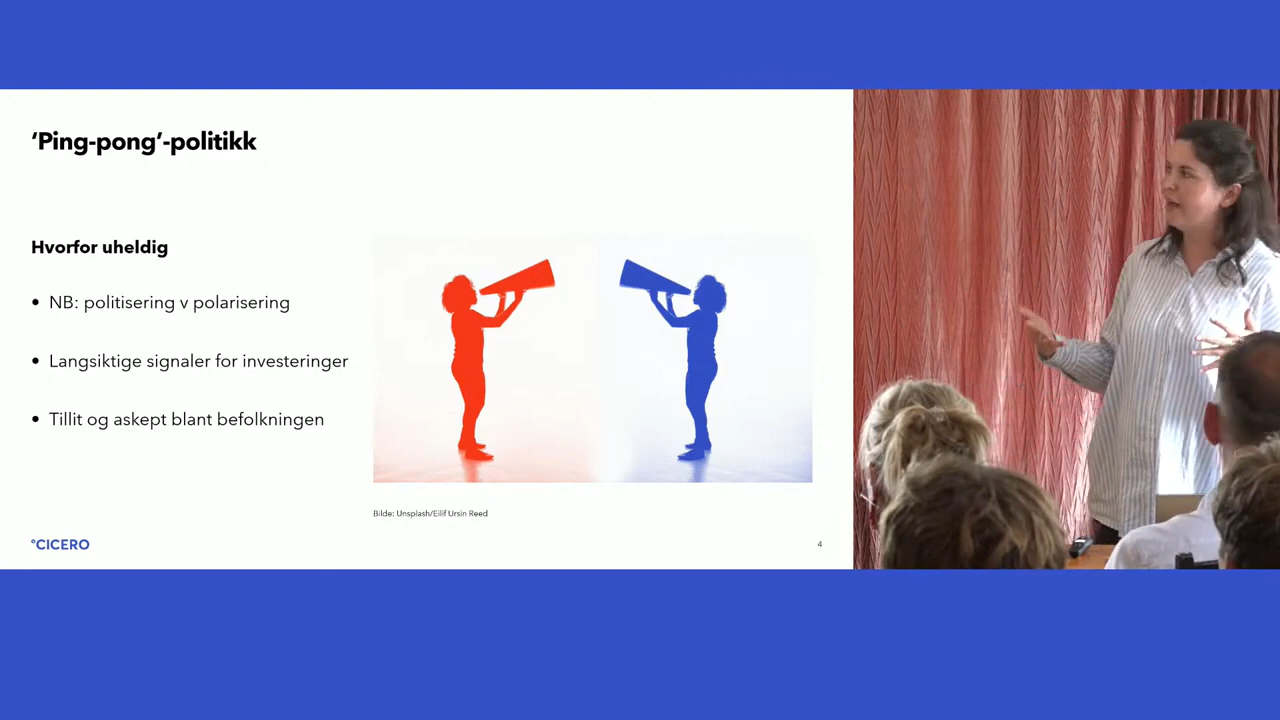 ‘Ping-pong’-politikk
Hvorfor uheldig
• NB: politisering v polarisering
• Langsiktige signaler for investeringer
• Tillit og askept blant befolkningen
Bilde: Unsplash/Eilif Ursin Reed
°CICERO
4